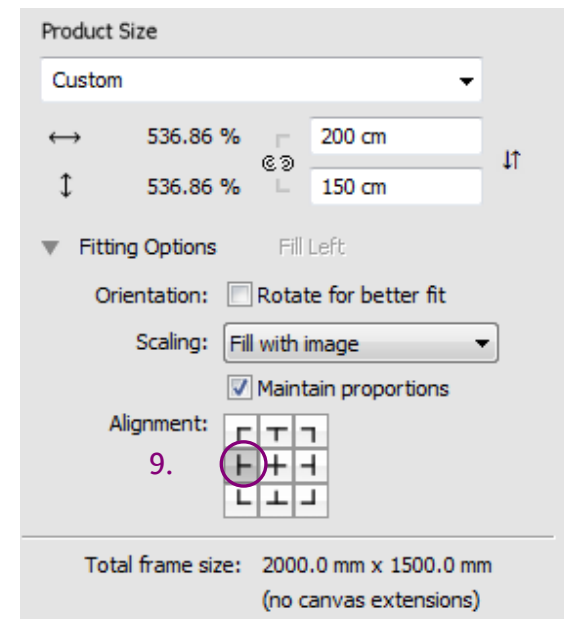 Product Size
Custom
536.86 % 200 cm
536.86 % 150 cm
Fitting Options Fill Left
Orientation: Rotate for better fit
Scaling: Fill with image
Maintain proportions
Alignment:
9.
Total frame size: 2000.0 mm x 1500.0 mm
(no canvas extensions)